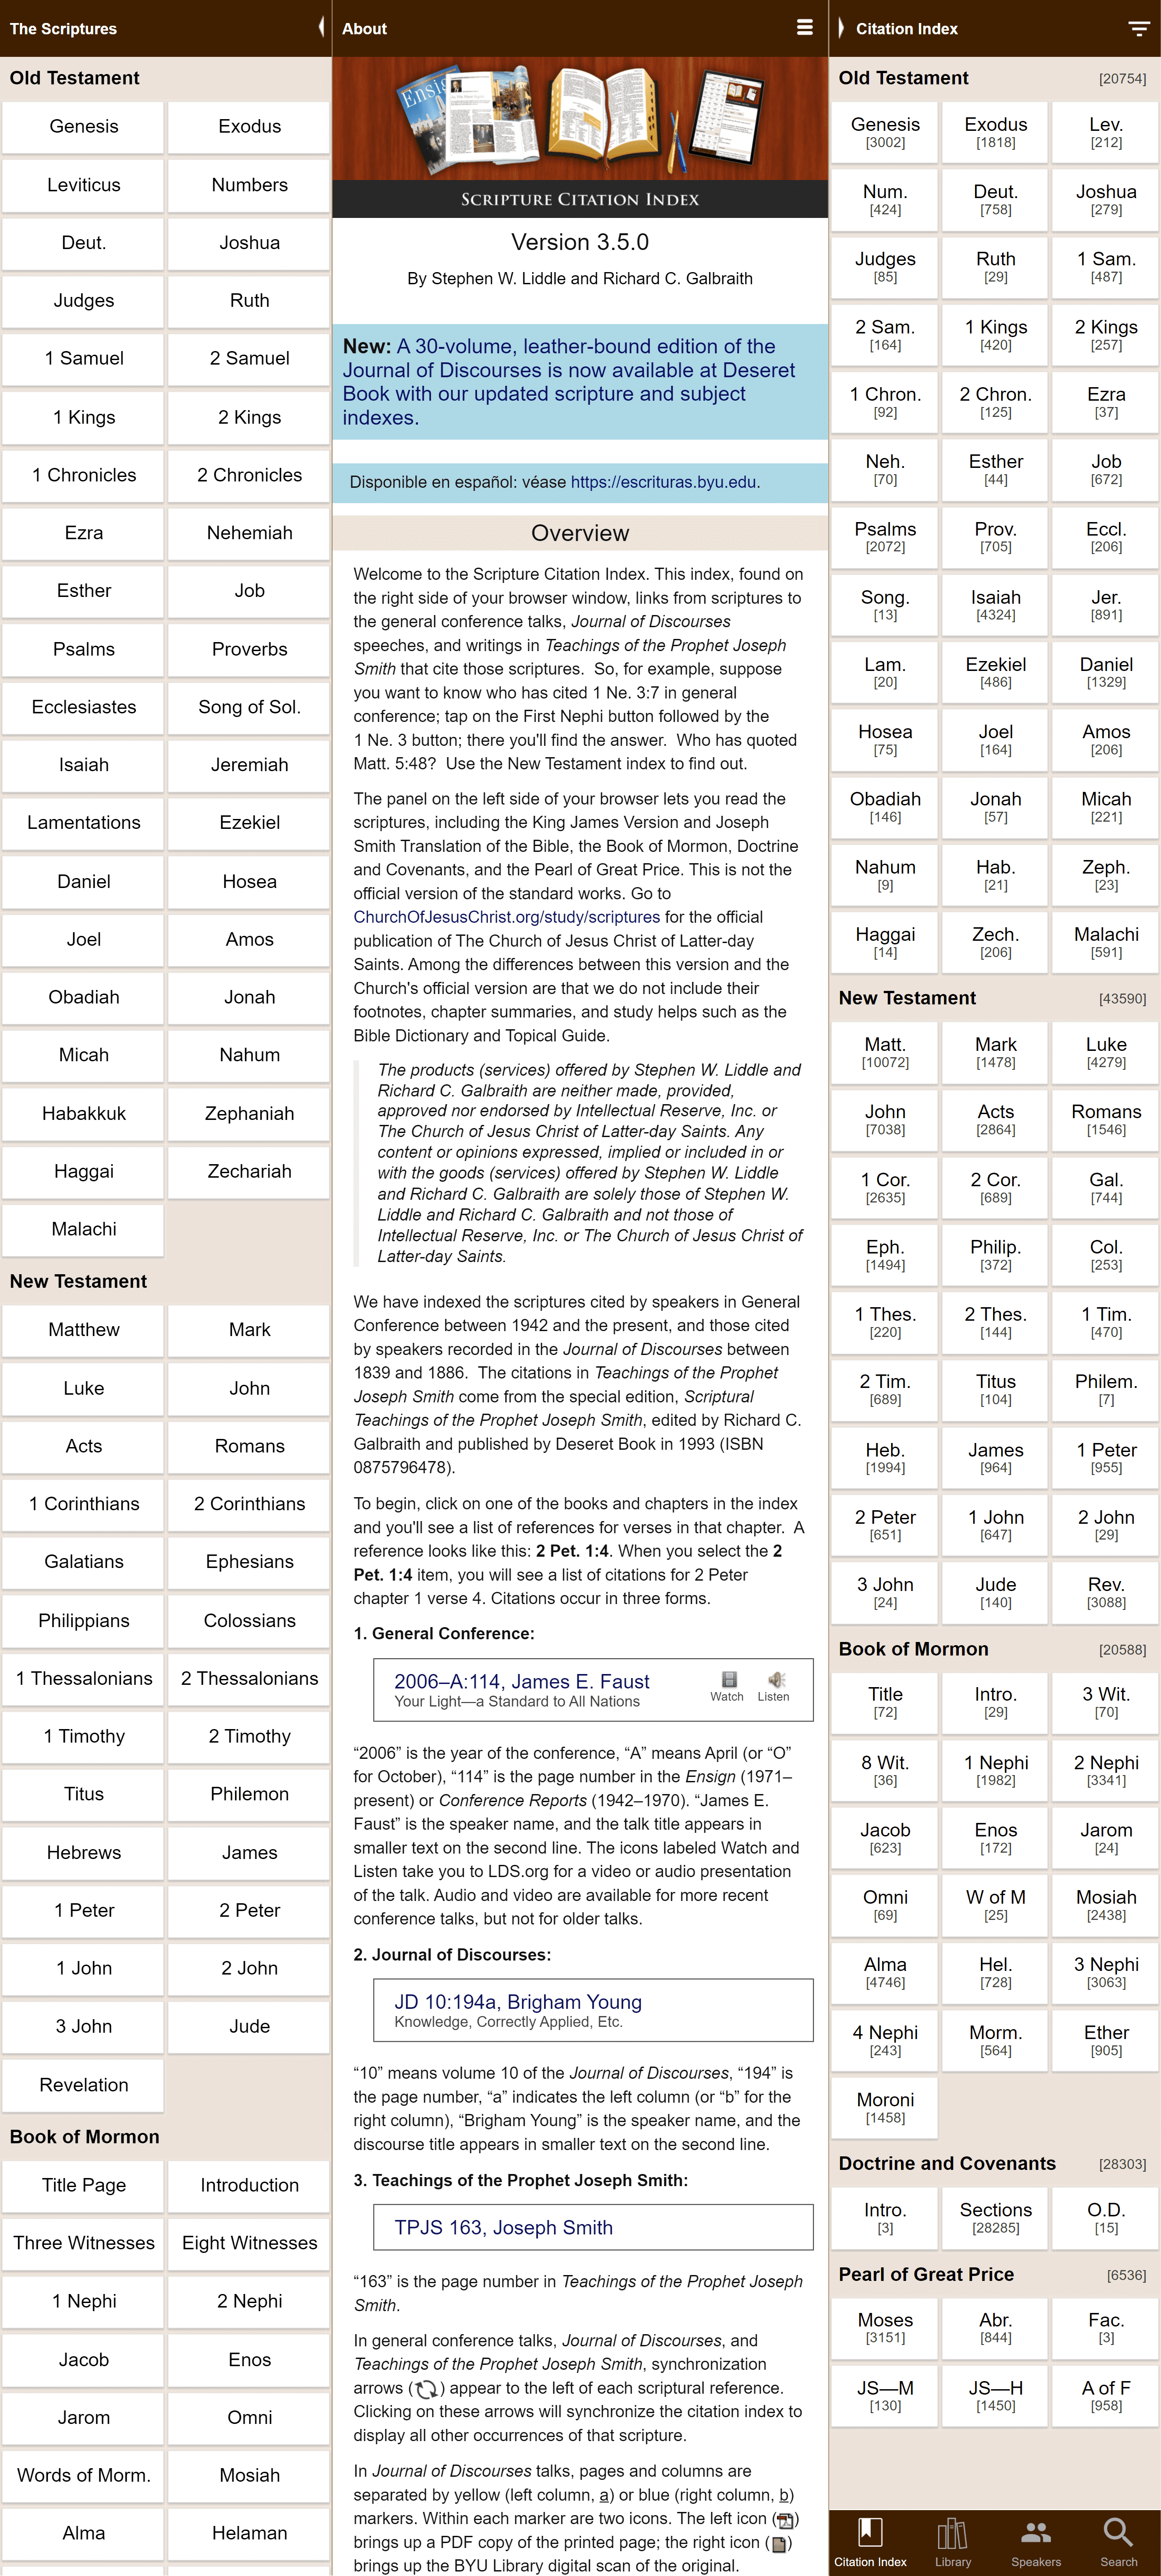 The Scriptures
Old Testament
Genesis
Exodus
Leviticus
Numbers
Deut.
Joshua
Judges
Ruth
1 Samuel
2 Samuel
1 Kings
2 Kings
1 Chronicles
2 Chronicles
Ezra
Nehemiah
Esther
Job
Psalms
Proverbs
Ecclesiastes
Song of Sol.
Isaiah
Jeremiah
Lamentations
Ezekiel
Daniel
Hosea
Joel
Amos
Obadiah
Jonah
Micah
Nahum
Habakkuk
Zephaniah
Haggai
Zechariah
Malachi
New Testament
Matthew
Mark
Luke
John
Acts
Romans
1 Corinthians
2 Corinthians
Galatians
Ephesians
Philippians
Colossians
1 Thessalonians
2 Thessalonians
1 Timothy
2 Timothy
Titus
Philemon
Hebrews
James
1 Peter
2 Peter
1 John
2 John
3 John
Jude
Revelation
Book of Mormon
Title Page
Introduction
Three Witnesses
Eight Witnesses
1 Nephi
2 Nephi
Jacob
Enos
Jarom
Omni
Words of Morm.
Mosiah
Alma
Helaman
About
Ensign
SCRIPTURE CITATION INDEX
Version 3.5.0
By Stephen W. Liddle and Richard C. Galbraith
New: A 30-volume, leather-bound edition of the
Journal of Discourses is now available at Deseret
Book with our updated scripture and subject
indexes.
Disponible en español: véase https://escrituras.byu.edu.
Overview
Welcome to the Scripture Citation Index. This index, found on
the right side of your browser window, links from scriptures to
the general conference talks, Journal of Discourses
speeches, and writings in Teachings of the Prophet Joseph
Smith that cite those scriptures. So, for example, suppose
you want to know who has cited 1 Ne. 3:7 in general
conference; tap on the First Nephi button followed by the
1 Ne. 3 button; there you'll find the answer. Who has quoted
Matt. 5:48? Use the New Testament index to find out.
The panel on the left side of your browser lets you read the
scriptures, including the King James Version and Joseph
Smith Translation of the Bible, the Book of Mormon, Doctrine
and Covenants, and the Pearl of Great Price. This is not the
official version of the standard works. Go to
ChurchOfJesusChrist.org/study/scriptures for the official
publication of The Church of Jesus Christ of Latter-day
Saints. Among the differences between this version and the
Church's official version are that we do not include their
footnotes, chapter summaries, and study helps such as the
Bible Dictionary and Topical Guide.
The products (services) offered by Stephen W. Liddle and
Richard C. Galbraith are neither made, provided,
approved nor endorsed by Intellectual Reserve, Inc. or
The Church of Jesus Christ of Latter-day Saints. Any
content or opinions expressed, implied or included in or
with the goods (services) offered by Stephen W. Liddle
and Richard C. Galbraith are solely those of Stephen W.
Liddle and Richard C. Galbraith and not those of
Intellectual Reserve, Inc. or The Church of Jesus Christ of
Latter-day Saints.
We have indexed the scriptures cited by speakers in General
Conference between 1942 and the present, and those cited
by speakers recorded in the Journal of Discourses between
1839 and 1886. The citations in Teachings of the Prophet
Joseph Smith come from the special edition, Scriptural
Teachings of the Prophet Joseph Smith, edited by Richard C.
Galbraith and published by Deseret Book in 1993 (ISBN
0875796478).
To begin, click on one of the books and chapters in the index
and you'll see a list of references for verses in that chapter. A
reference looks like this: 2 Pet. 1:4. When you select the 2
Pet. 1:4 item, you will see a list of citations for 2 Peter
chapter 1 verse 4. Citations occur in three forms.
1. General Conference:
2006–A:114, James E. Faust
Your Light—a Standard to All Nations
Watch
Listen
“2006” is the year of the conference, “A” means April (or “O”
for October), “114” is the page number in the Ensign (1971–
present) or Conference Reports (1942–1970). “James E.
Faust” is the speaker name, and the talk title appears in
smaller text on the second line. The icons labeled Watch and
Listen take you to LDS.org for a video or audio presentation
of the talk. Audio and video are available for more recent
conference talks, but not for older talks.
2. Journal of Discourses:
JD 10:194a, Brigham Young
Knowledge, Correctly Applied, Etc.
“10” means volume 10 of the Journal of Discourses, “194” is
the page number, “a” indicates the left column (or “b” for the
right column), “Brigham Young” is the speaker name, and the
discourse title appears in smaller text on the second line.
3. Teachings of the Prophet Joseph Smith:
TPJS 163, Joseph Smith
“163” is the page number in Teachings of the Prophet Joseph
Smith.
In general conference talks, Journal of Discourses, and
Teachings of the Prophet Joseph Smith, synchronization
arrows ( ) appear to the left of each scriptural reference.
Clicking on these arrows will synchronize the citation index to
display all other occurrences of that scripture.
In Journal of Discourses talks, pages and columns are
separated by yellow (left column, a) or blue (right column, b)
markers. Within each marker are two icons. The left icon ( )
brings up a PDF copy of the printed page; the right icon ( )
brings up the BYU Library digital scan of the original.
Citation Index
Old Testament [20754]
Genesis [3002]
Exodus [1818]
Lev. [212]
Num. [424]
Deut. [758]
Joshua [279]
Judges [85]
Ruth [29]
1 Sam. [487]
2 Sam. [164]
1 Kings [420]
2 Kings [257]
1 Chron. [92]
2 Chron. [125]
Ezra [37]
Neh. [70]
Esther [44]
Job [672]
Psalms [2072]
Prov. [705]
Eccl. [206]
Song. [13]
Isaiah [4324]
Jer. [891]
Lam. [20]
Ezekiel [486]
Daniel [1329]
Hosea [75]
Joel [164]
Amos [206]
Obadiah [146]
Jonah [57]
Micah [221]
Nahum [9]
Hab. [21]
Zeph. [23]
Haggai [14]
Zech. [206]
Malachi [591]
New Testament [43590]
Matt. [10072]
Mark [1478]
Luke [4279]
John [7038]
Acts [2864]
Romans [1546]
1 Cor. [2635]
2 Cor. [689]
Gal. [744]
Eph. [1494]
Philip. [372]
Col. [253]
1 Thes. [220]
2 Thes. [144]
1 Tim. [470]
2 Tim. [689]
Titus [104]
Philem. [7]
Heb. [1994]
James [964]
1 Peter [955]
2 Peter [651]
1 John [647]
2 John [29]
3 John [24]
Jude [140]
Rev. [3088]
Book of Mormon [20588]
Title [72]
Intro. [29]
3 Wit. [70]
8 Wit. [36]
1 Nephi [1982]
2 Nephi [3341]
Jacob [623]
Enos [172]
Jarom [24]
Omni [69]
W of M [25]
Mosiah [2438]
Alma [4746]
Hel. [728]
3 Nephi [3063]
4 Nephi [243]
Morm. [564]
Ether [905]
Moroni [1458]
Doctrine and Covenants [28303]
Intro. [3]
Sections [28285]
O.D. [15]
Pearl of Great Price [6536]
Moses [3151]
Abr. [844]
Fac. [3]
JS—M [130]
JS—H [1450]
A of F [958]
Citation Index
Library
Speakers
Search